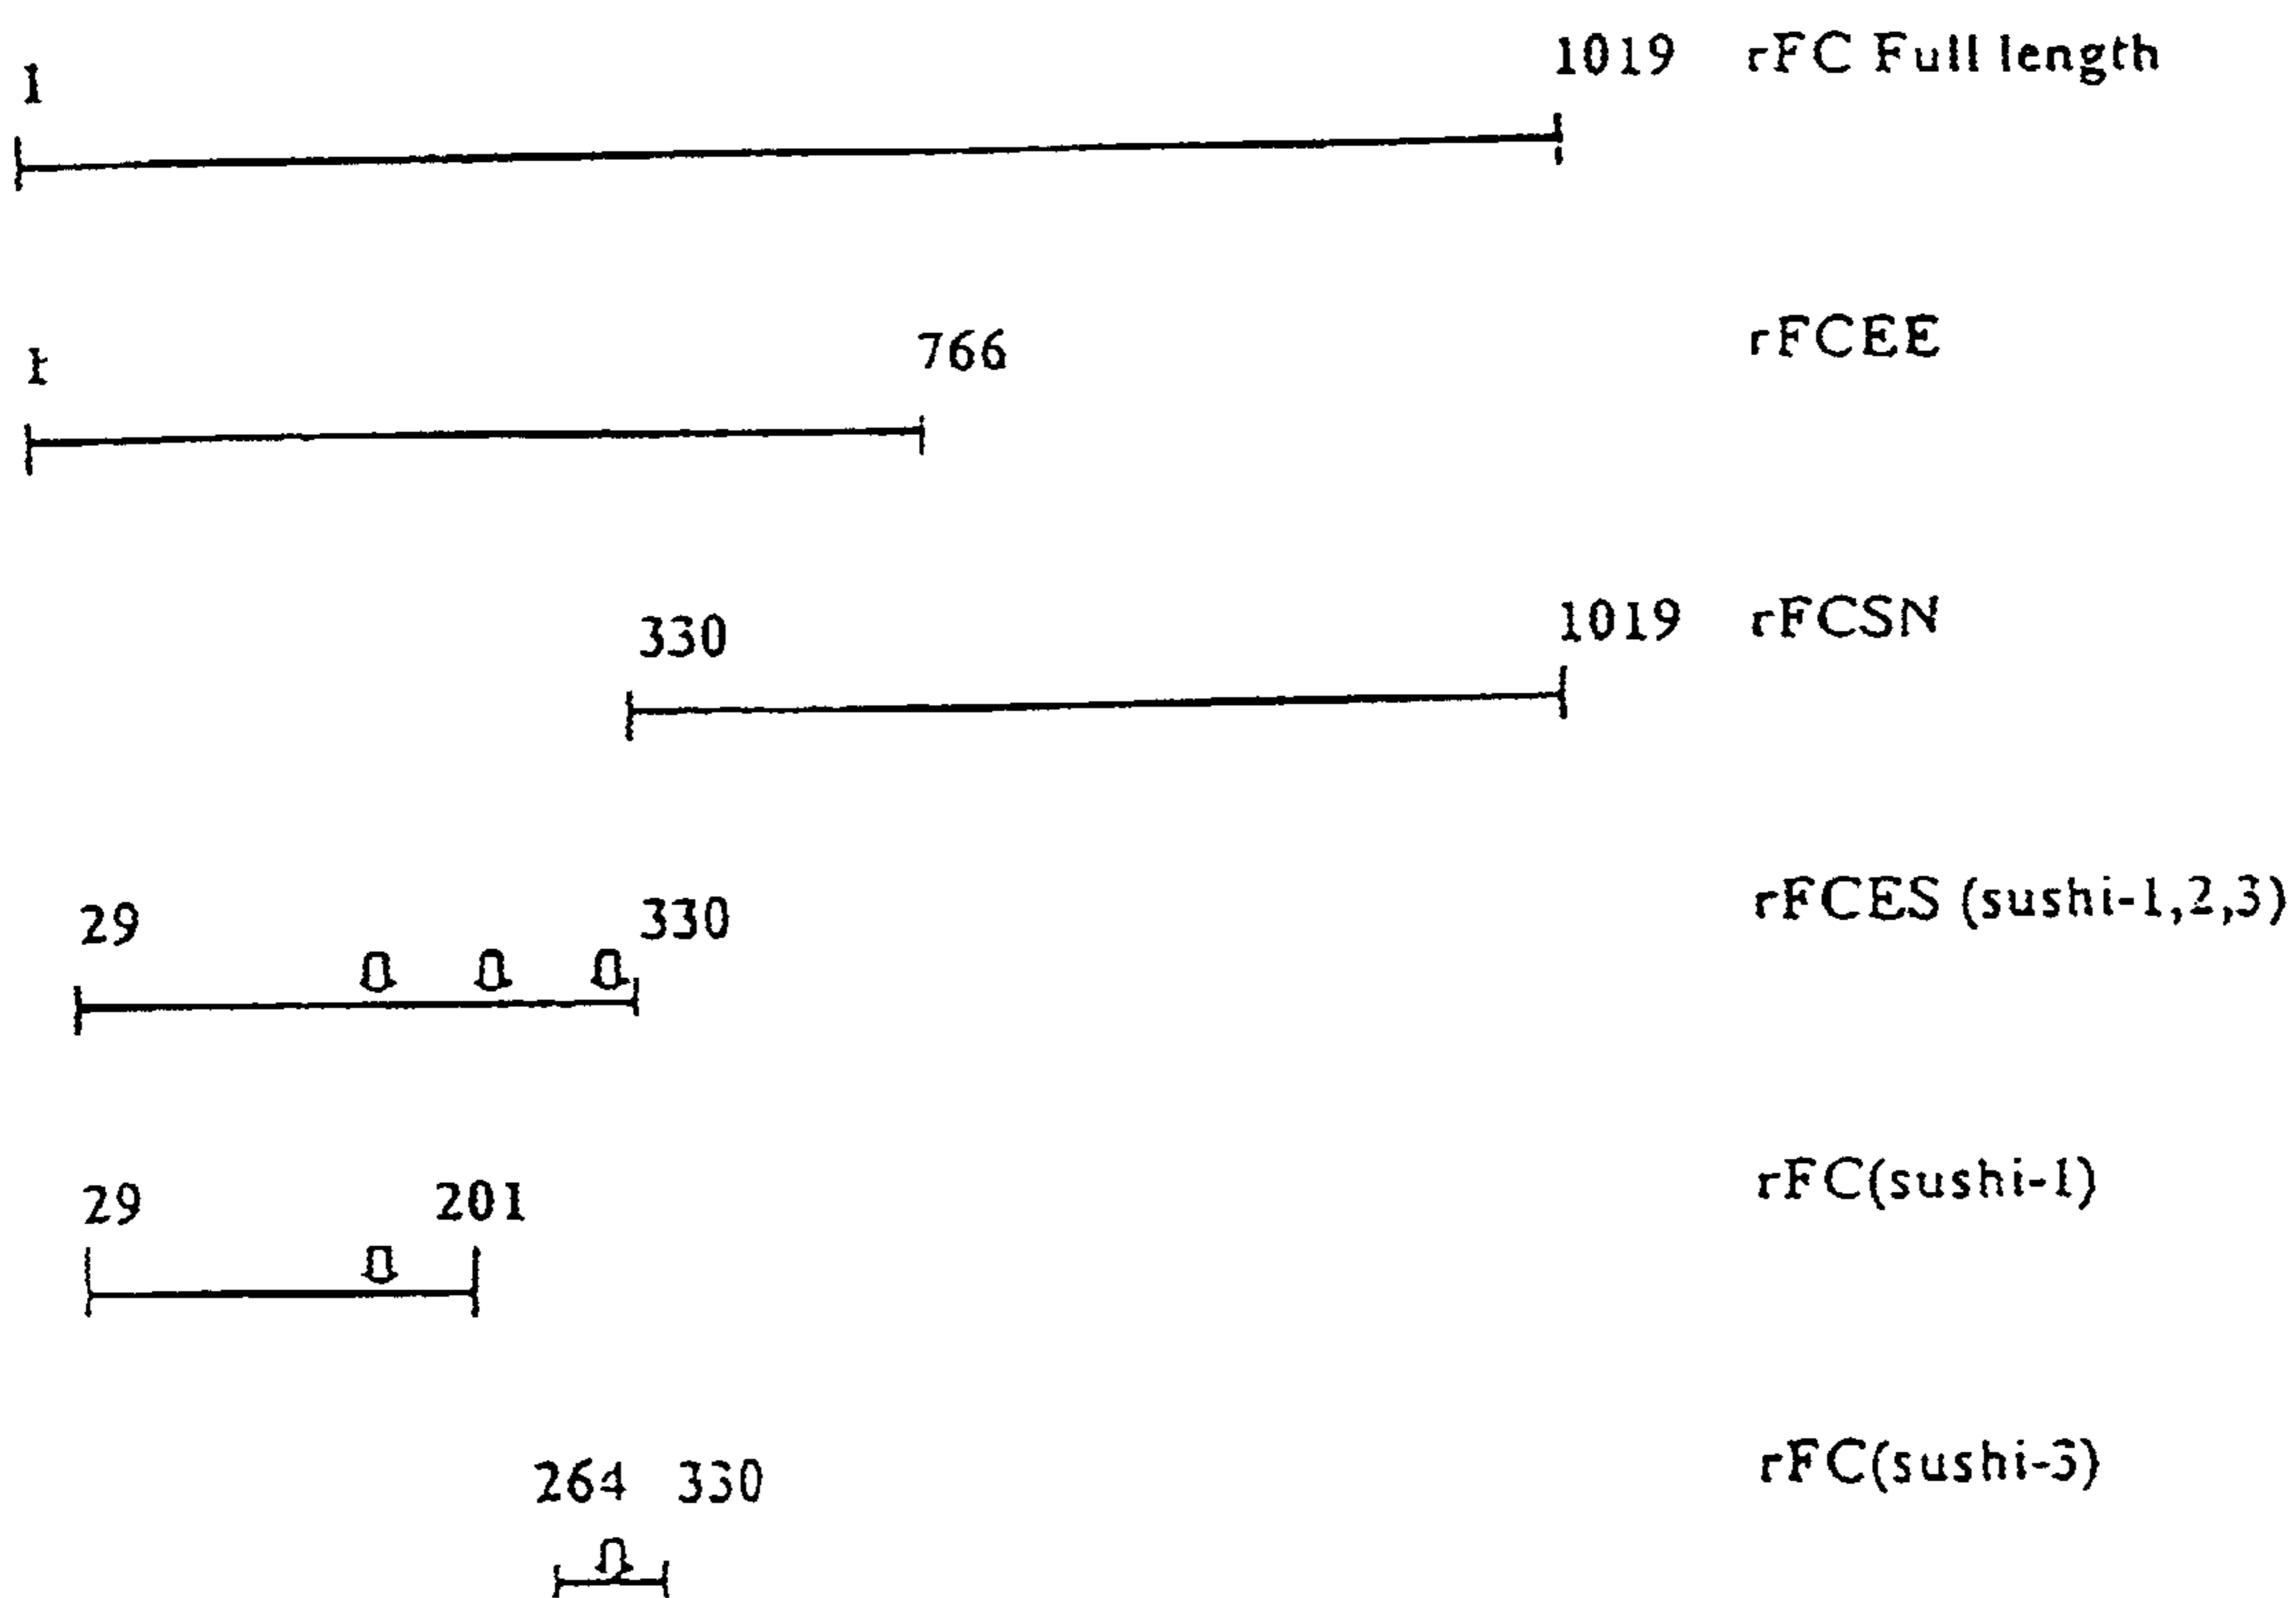 1 1019 rFC Full length
1 766 rFCEE
330 1019 rFCSN
29 330 rFCES (sushi-1,2,3)
29 201 rFC(sushi-1)
264 330 rFC(sushi-3)